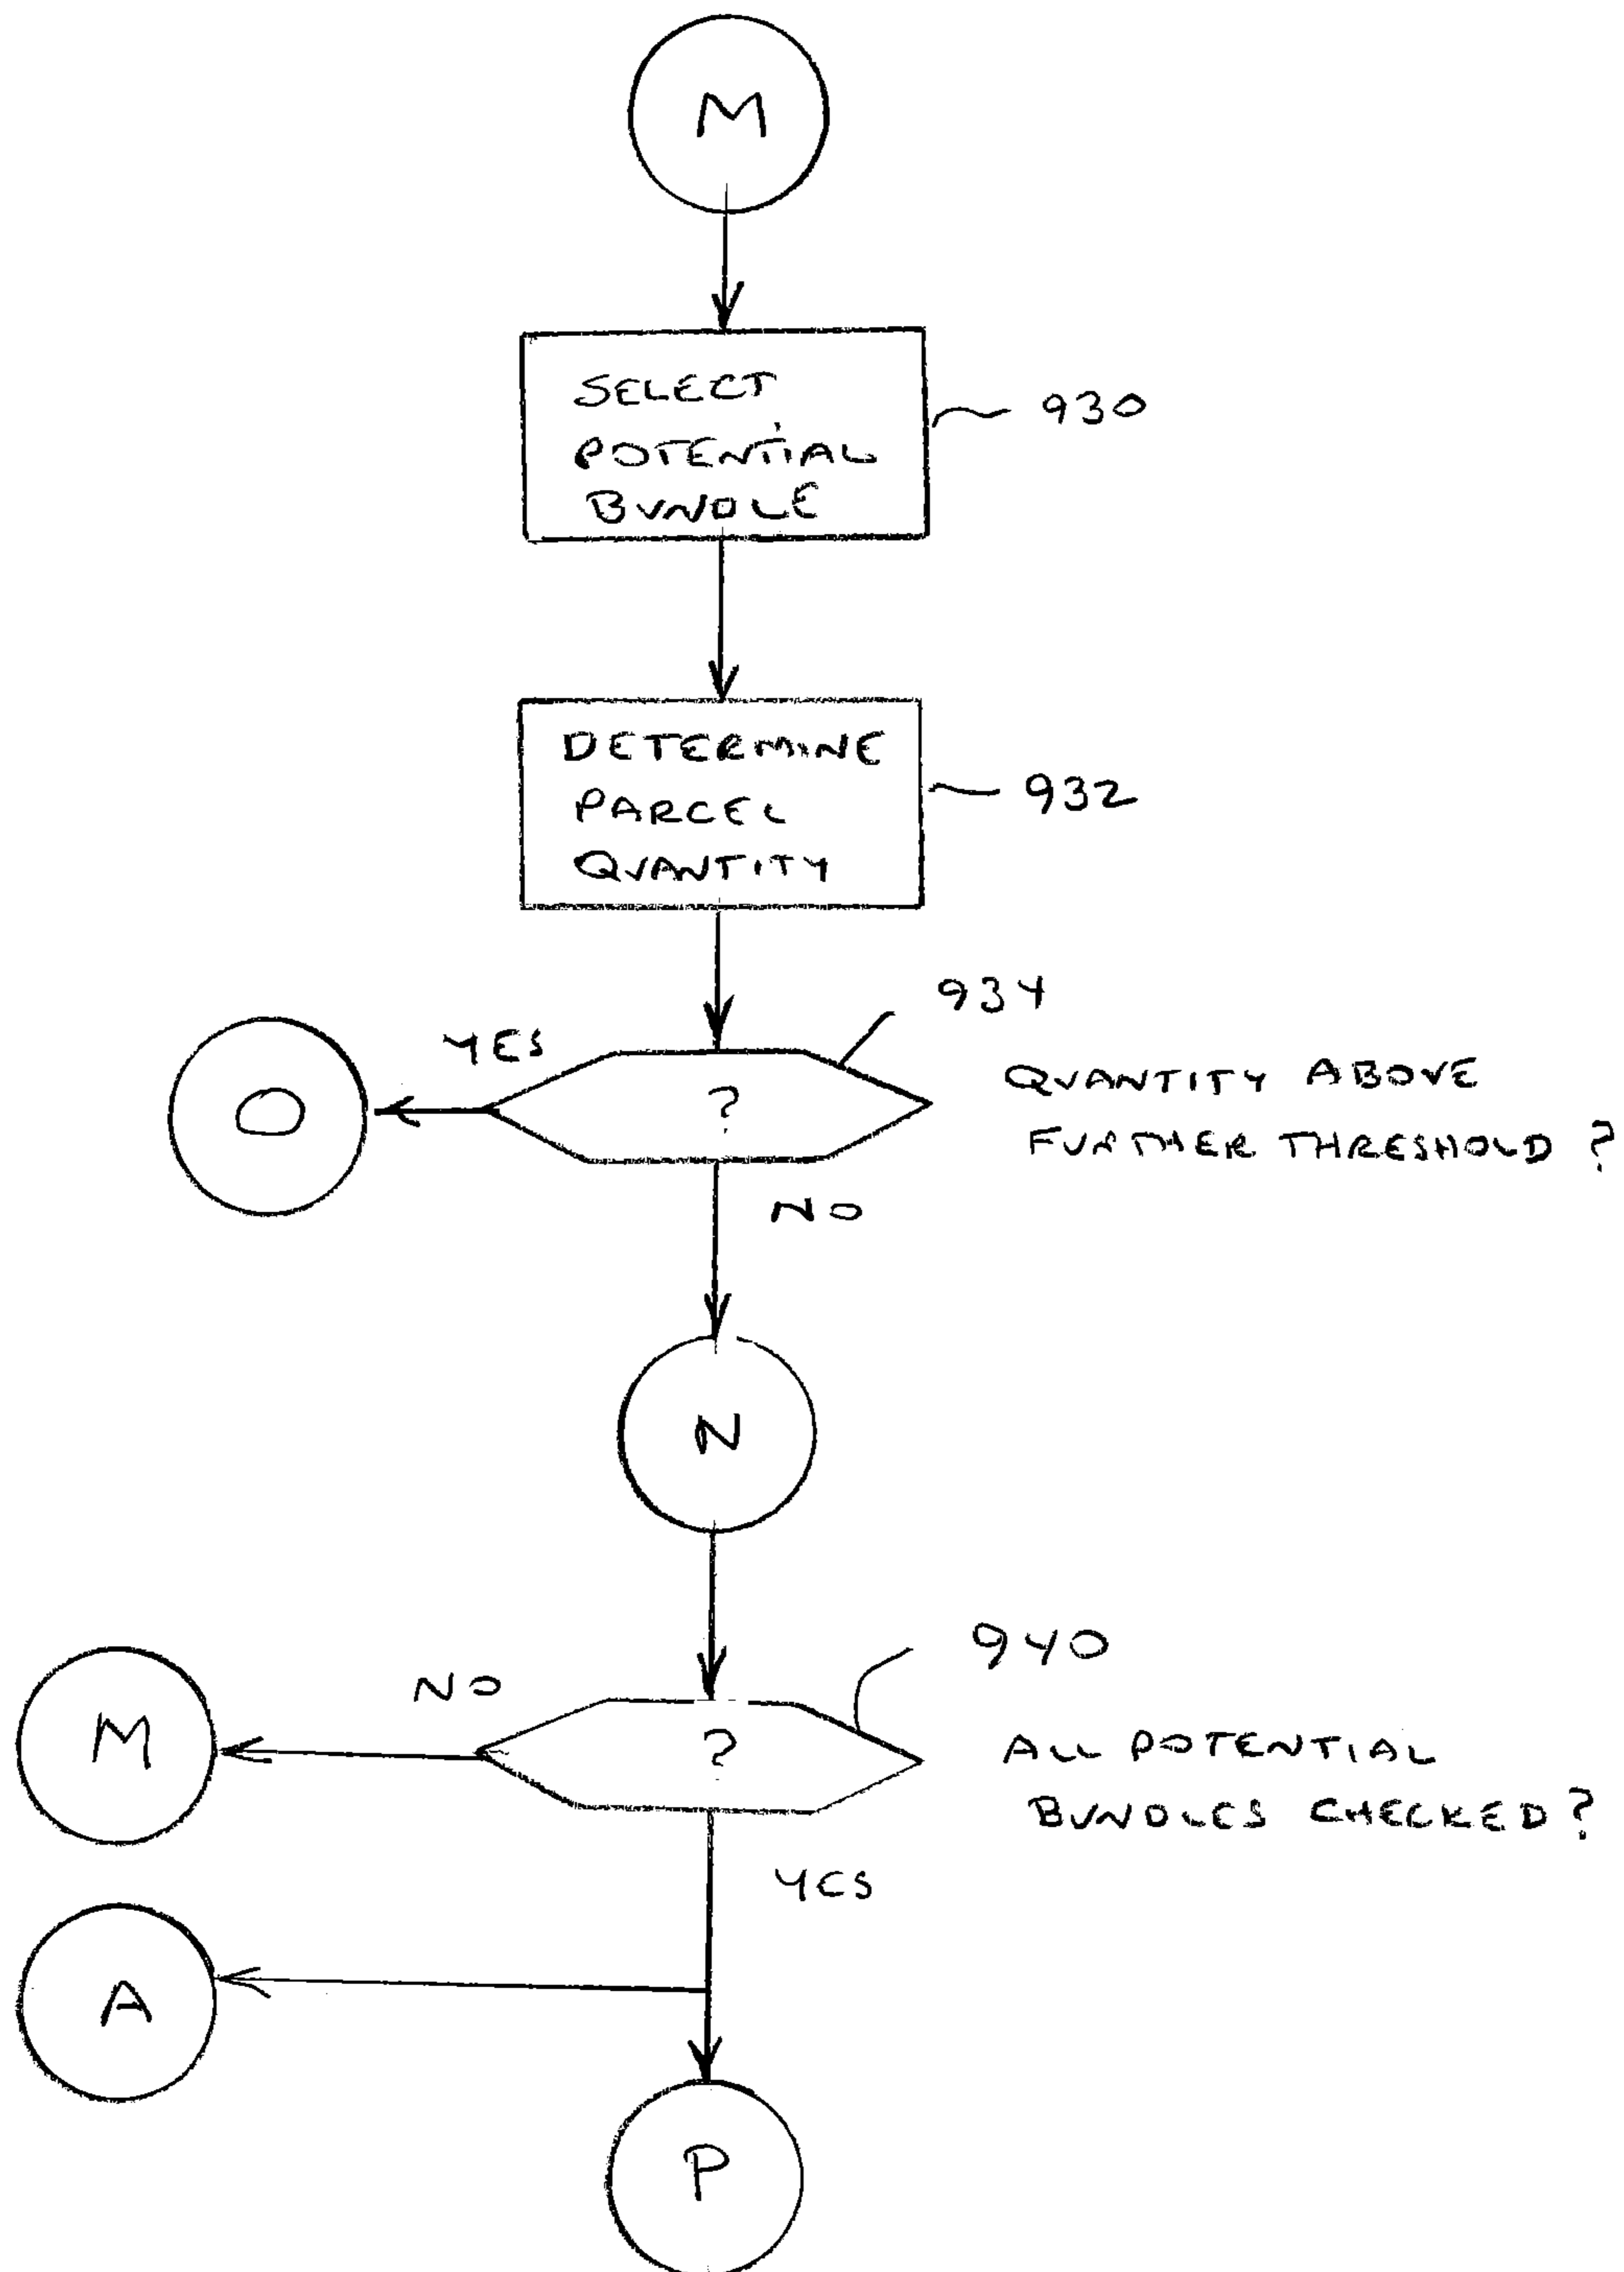 M
SELECT
POTENTIAL
BUNDLE
930
DETERMINE
PARCEL
QUANTITY
932
934
YES
O
?
QUANTITY ABOVE
FURTHER THRESHOLD ?
NO
N
940
NO
M
?
ALL POTENTIAL
BUNDLES CHECKED ?
YES
A
P